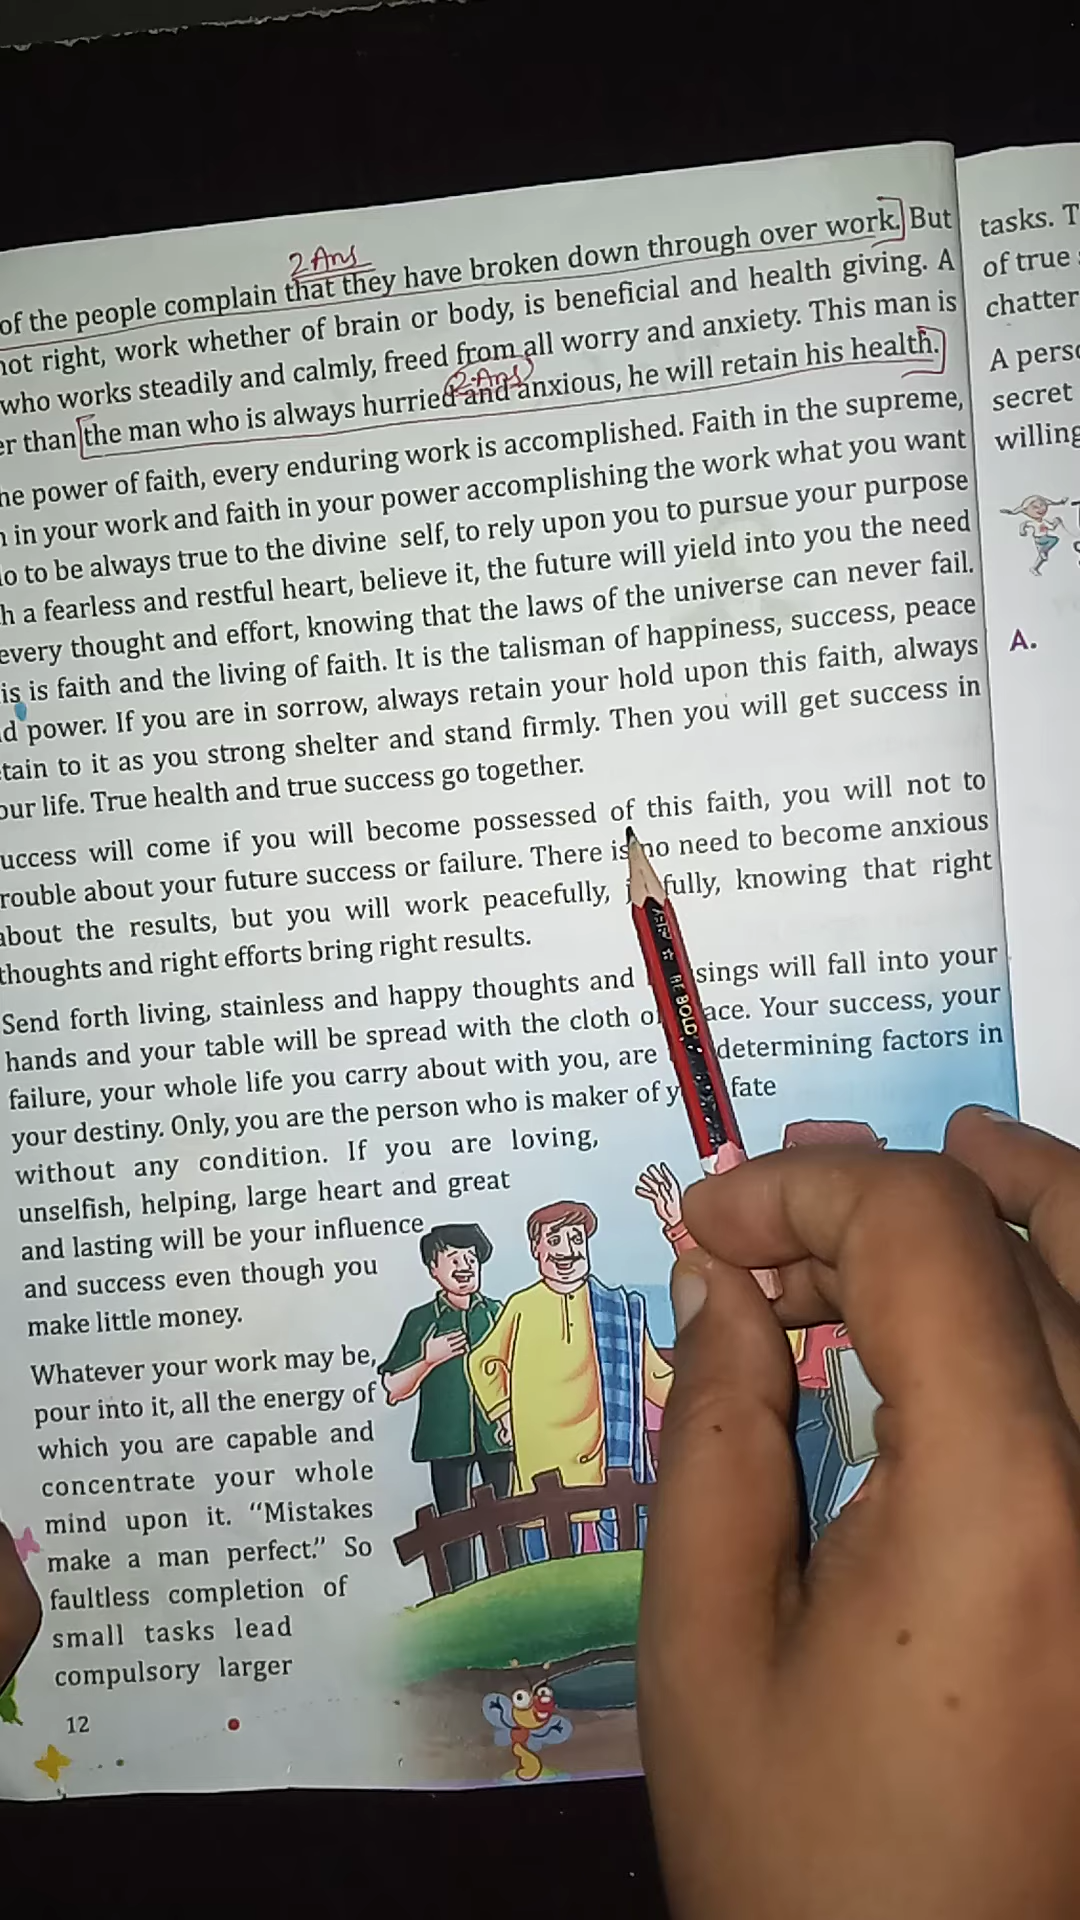 2 Ans
of the people complain that they have broken down through over work. But
not right, work whether of brain or body, is beneficial and health giving. A
who works steadily and calmly, freed from all worry and anxiety. This man is
2 Ans
than the man who is always hurried and anxious, he will retain his health.
power of faith, every enduring work is accomplished. Faith in the supreme,
in your work and faith in your power accomplishing the work what you want
to be always true to the divine self, to rely upon you to pursue your purpose
a fearless and restful heart, believe it, the future will yield into you the need
every thought and effort, knowing that the laws of the universe can never fail.
is faith and the living of faith. It is the talisman of happiness, success, peace
power. If you are in sorrow, always retain your hold upon this faith, always
to it as you strong shelter and stand firmly. Then you will get success in
our life. True health and true success go together.
uccess will come if you will become possessed of this faith, you will not to
rouble about your future success or failure. There is no need to become anxious
about the results, but you will work peacefully, fully, knowing that right
thoughts and right efforts bring right results.
Send forth living, stainless and happy thoughts and sings will fall into your
hands and your table will be spread with the cloth ace. Your success, your
failure, your whole life you carry about with you, are determining factors in
your destiny. Only, you are the person who is maker of fate
without any condition. If you are loving,
unselfish, helping, large heart and great
and lasting will be your influence
and success even though you
make little money.
Whatever your work may be,
pour into it, all the energy of
which you are capable and
concentrate your whole
mind upon it. “Mistakes
make a man perfect.” So
faultless completion of
small tasks lead
compulsory larger
12
tasks. T
of true
chatter
A pers
secret
willing
A.
BE BOLD!